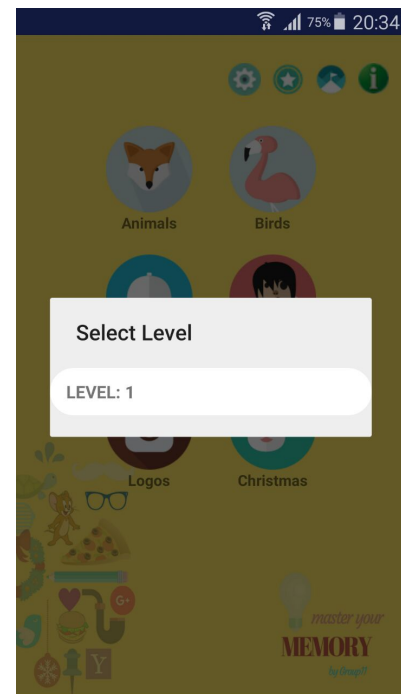 75% 20:34
Animals
Birds
Select Level
LEVEL: 1
Logos
Christmas
G+
Y
master your
MEMORY